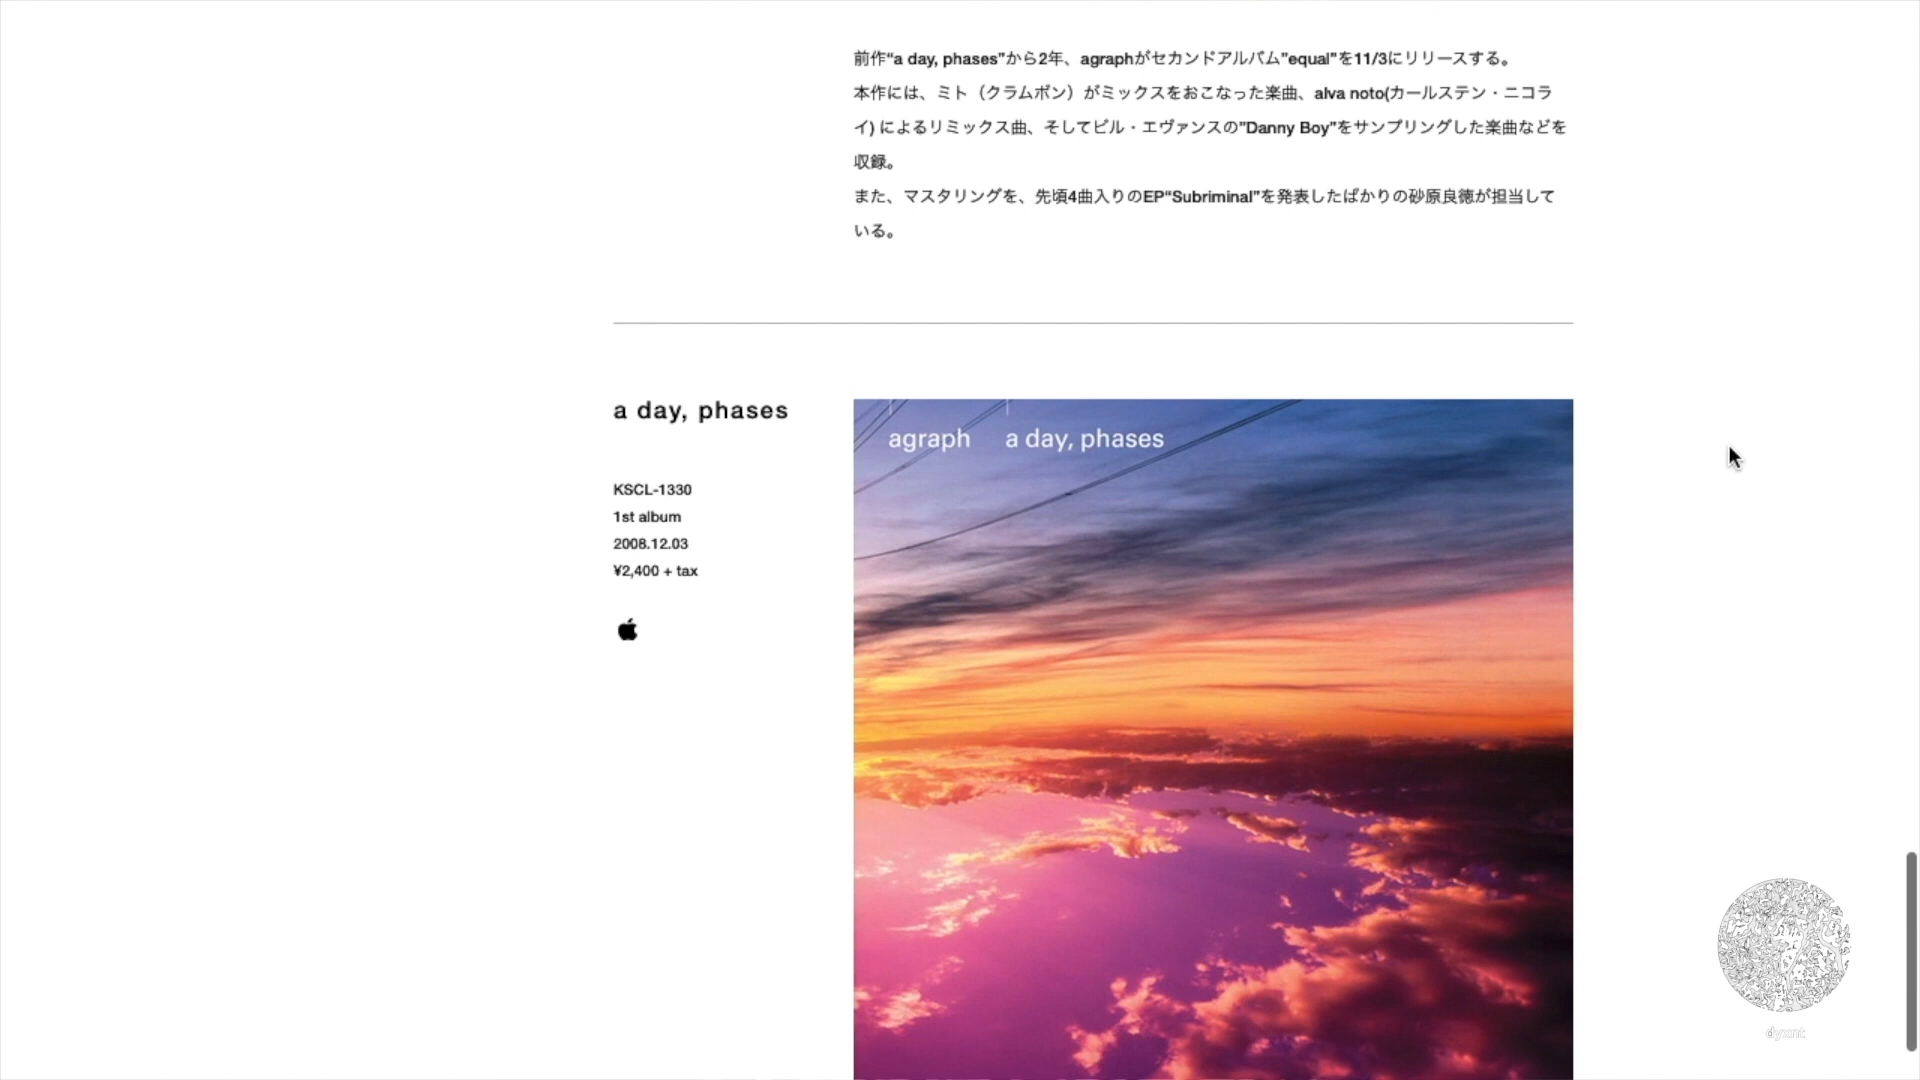 前作“a day, phases”から2年、agraphがセカンドアルバム”equal”を11/3にリリースする。
本作には、ミト（クラムボン）がミックスをおこなった楽曲、alva noto(カールステン・ニコラ
イ) によるリミックス曲、そしてビル・エヴァンスの”Danny Boy”をサンプリングした楽曲などを
収録。
また、マスタリングを、先頃4曲入りのEP“Subriminal”を発表したばかりの砂原良徳が担当して
いる。
a day, phases
KSCL-1330
1st album
2008.12.03
¥2,400 + tax
agraph a day, phases
dyxnt